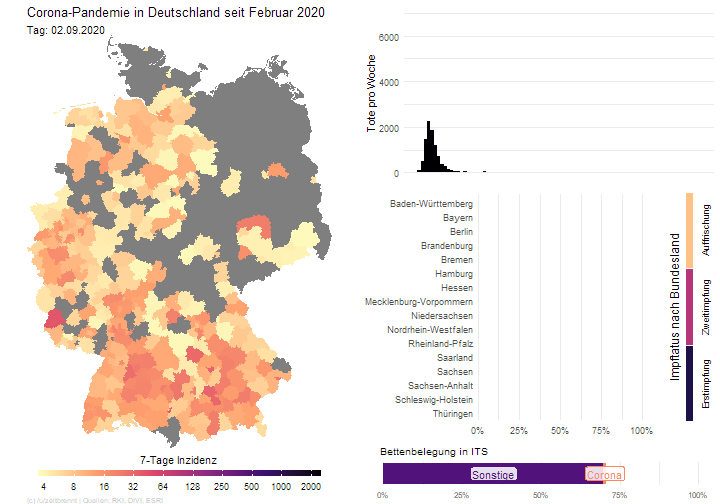 Corona-Pandemie in Deutschland seit Februar 2020
Tag: 02.09.2020
7-Tage Inzidenz
4 8 16 32 64 128 256 512 1000 2000
Quellen: RKI, DIVI, ESRI
Tote pro Woche
6000
4000
2000
0
Baden-Württemberg
Bayern
Berlin
Brandenburg
Bremen
Hamburg
Hessen
Mecklenburg-Vorpommern
Niedersachsen
Nordrhein-Westfalen
Rheinland-Pfalz
Saarland
Sachsen
Sachsen-Anhalt
Schleswig-Holstein
Thüringen
0% 25% 50% 75% 100%
Impfstatus nach Bundesland
Auffrischung
Zweitimpfung
Erstimpfung
Bettenbelegung in ITS
Sonstige
Corona
0% 25% 50% 75% 100%